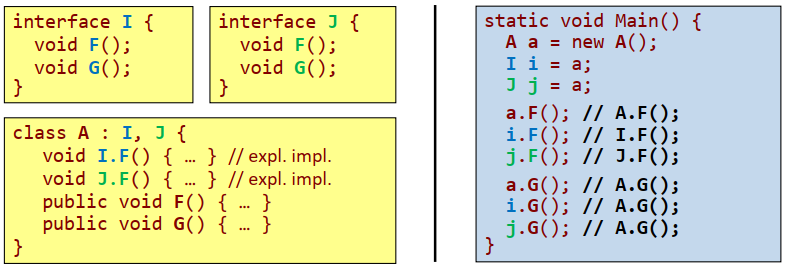 interface I {
  void F();
  void G();
}
interface J {
  void F();
  void G();
}
class A : I, J {
   void I.F() { … } // expl. impl.
   void J.F() { … } // expl. impl.
   public void F() { … }
   public void G() { … }
}
static void Main() {
  A a = new A();
  I i = a;
  J j = a;
  a.F(); // A.F();
  i.F(); // I.F();
  j.F(); // J.F();
  a.G(); // A.G();
  i.G(); // A.G();
  j.G(); // A.G();
}